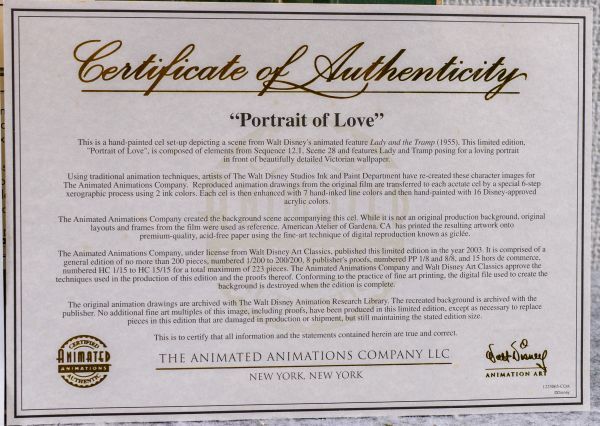 Certificate of Authenticity
“Portrait of Love”
This is a hand-painted cel set-up depicting a scene from Walt Disney's animated feature Lady and the Tramp (1955). This limited edition,
"Portrait of Love", is composed of elements from Sequence 12.1, Scene 28 and features Lady and Tramp posing for a loving portrait
in front of beautifully detailed Victorian wallpaper.
Using traditional animation techniques, artists of The Walt Disney Studios Ink and Paint Department have re-created these character images for
The Animated Animations Company. Reproduced animation drawings from the original film are transferred to each acetate cel by a special 6-step
xerographic process using 2 ink colors. Each cel is then enhanced with 7 hand-inked line colors and then hand-painted with 16 Disney-approved
acrylic colors.
The Animated Animations Company created the background scene accompanying this cel. While it is not an original production background, original
layouts and frames from the film were used as reference. American Atelier of Gardena, CA has printed the resulting artwork onto
premium-quality, acid-free paper using the fine-art technique of digital reproduction known as giclée.
The Animated Animations Company, under license from Walt Disney Art Classics, published this limited edition in the year 2003. It is comprised of a
general edition of no more than 200 pieces, numbered 1/200 to 200/200, 8 publisher's proofs, numbered PP 1/8 and 8/8, and 15 hors de commerce,
numbered HC 1/15 to HC 15/15 for a total maximum of 223 pieces. The Animated Animations Company and Walt Disney Art Classics approve the
techniques used in the production of this edition and the proofs thereof. Conforming to the practice of fine art printing, the digital file used to create the
background is destroyed when the edition is complete.
The original animation drawings are archived with The Walt Disney Animation Research Library. The recreated background is archived with the
publisher. No additional fine art multiples of this image, including proofs, have been produced in this limited edition, except as necessary to replace
pieces in this edition that are damaged in production or shipment, but still maintaining the stated edition size.
This is to certify that all information and the statements contained herein are true and correct.
CERTIFIED
ANIMATED
ANIMATIONS
AUTHENTIC
THE ANIMATED ANIMATIONS COMPANY LLC
NEW YORK, NEW YORK
Walt Disney
ANIMATION ART
©Disney